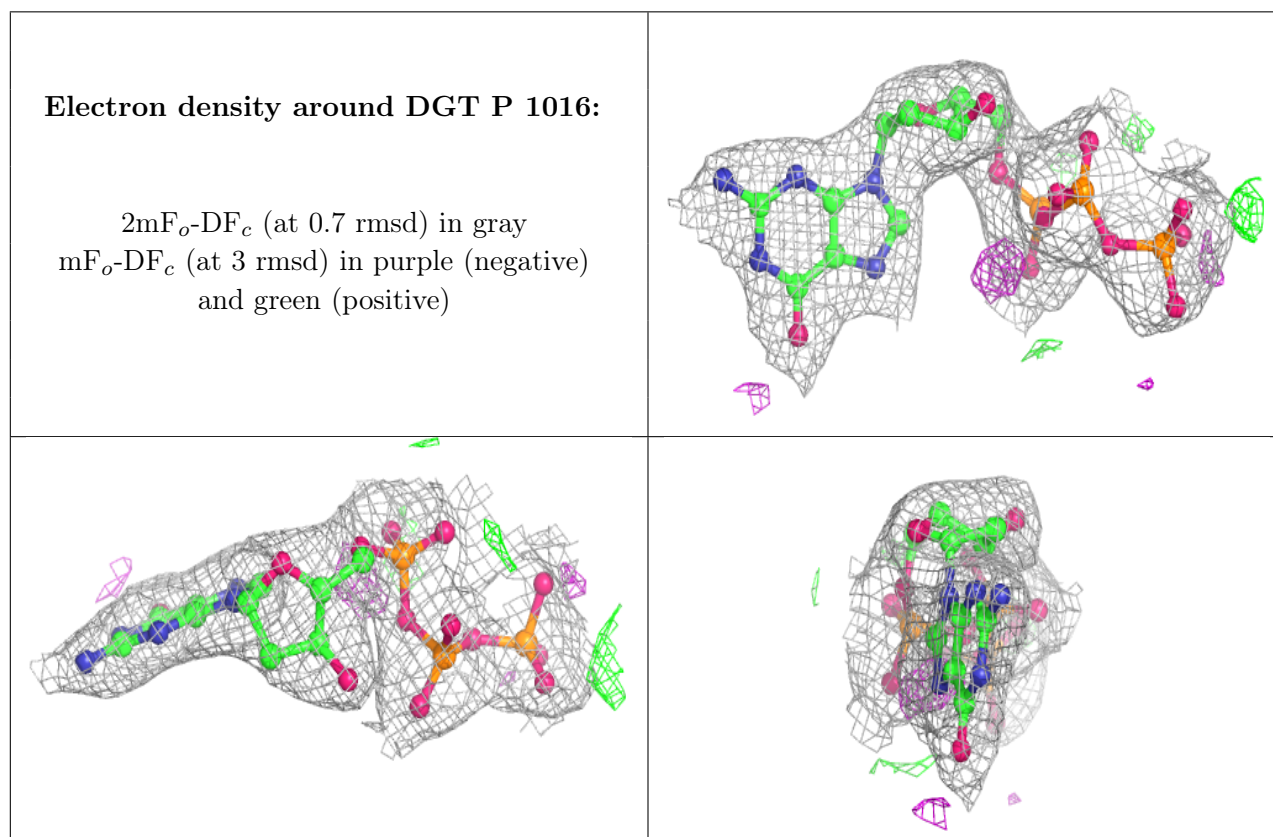 Electron density around DGT P 1016:
2mFₒ-DF𝒸 (at 0.7 rmsd) in gray
mFₒ-DF𝒸 (at 3 rmsd) in purple (negative)
and green (positive)